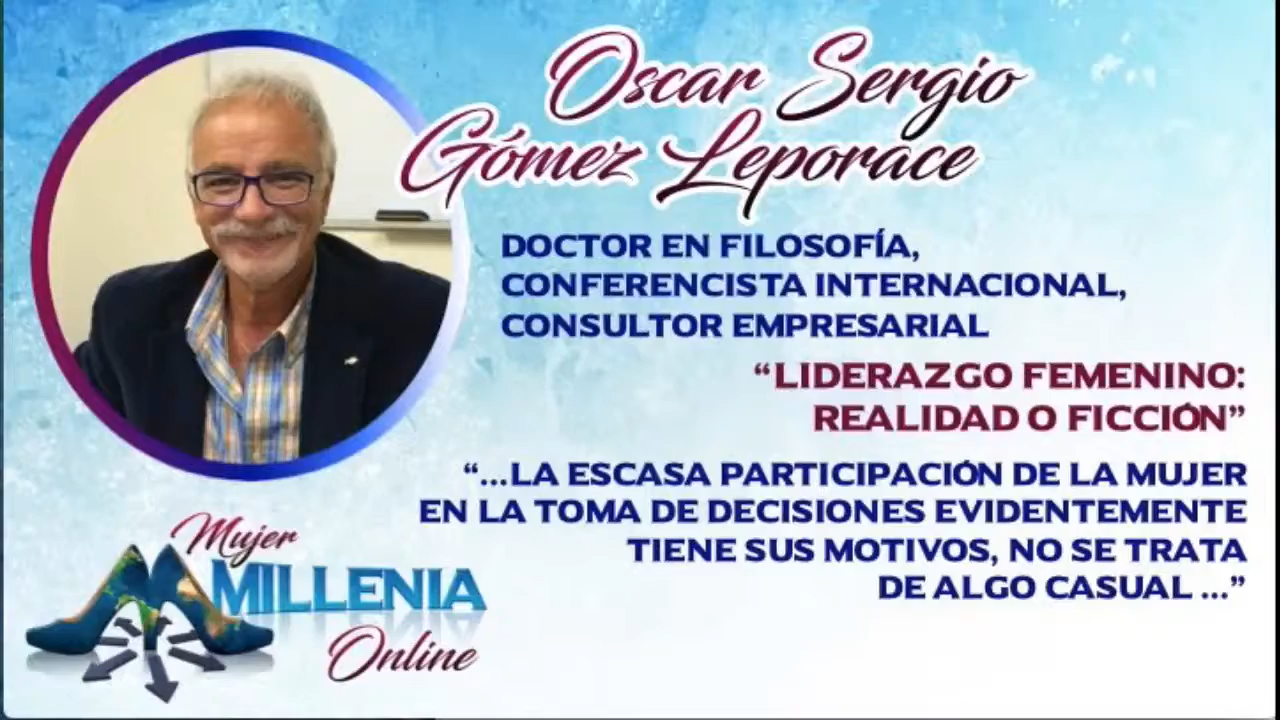 Oscar Sergio
Gómez Leporace
DOCTOR EN FILOSOFÍA,
CONFERENCISTA INTERNACIONAL,
CONSULTOR EMPRESARIAL
“LIDERAZGO FEMENINO:
REALIDAD O FICCIÓN”
“...LA ESCASA PARTICIPACIÓN DE LA MUJER
EN LA TOMA DE DECISIONES EVIDENTEMENTE
TIENE SUS MOTIVOS, NO SE TRATA
DE ALGO CASUAL ...”
Mujer
MILLENIA
Online